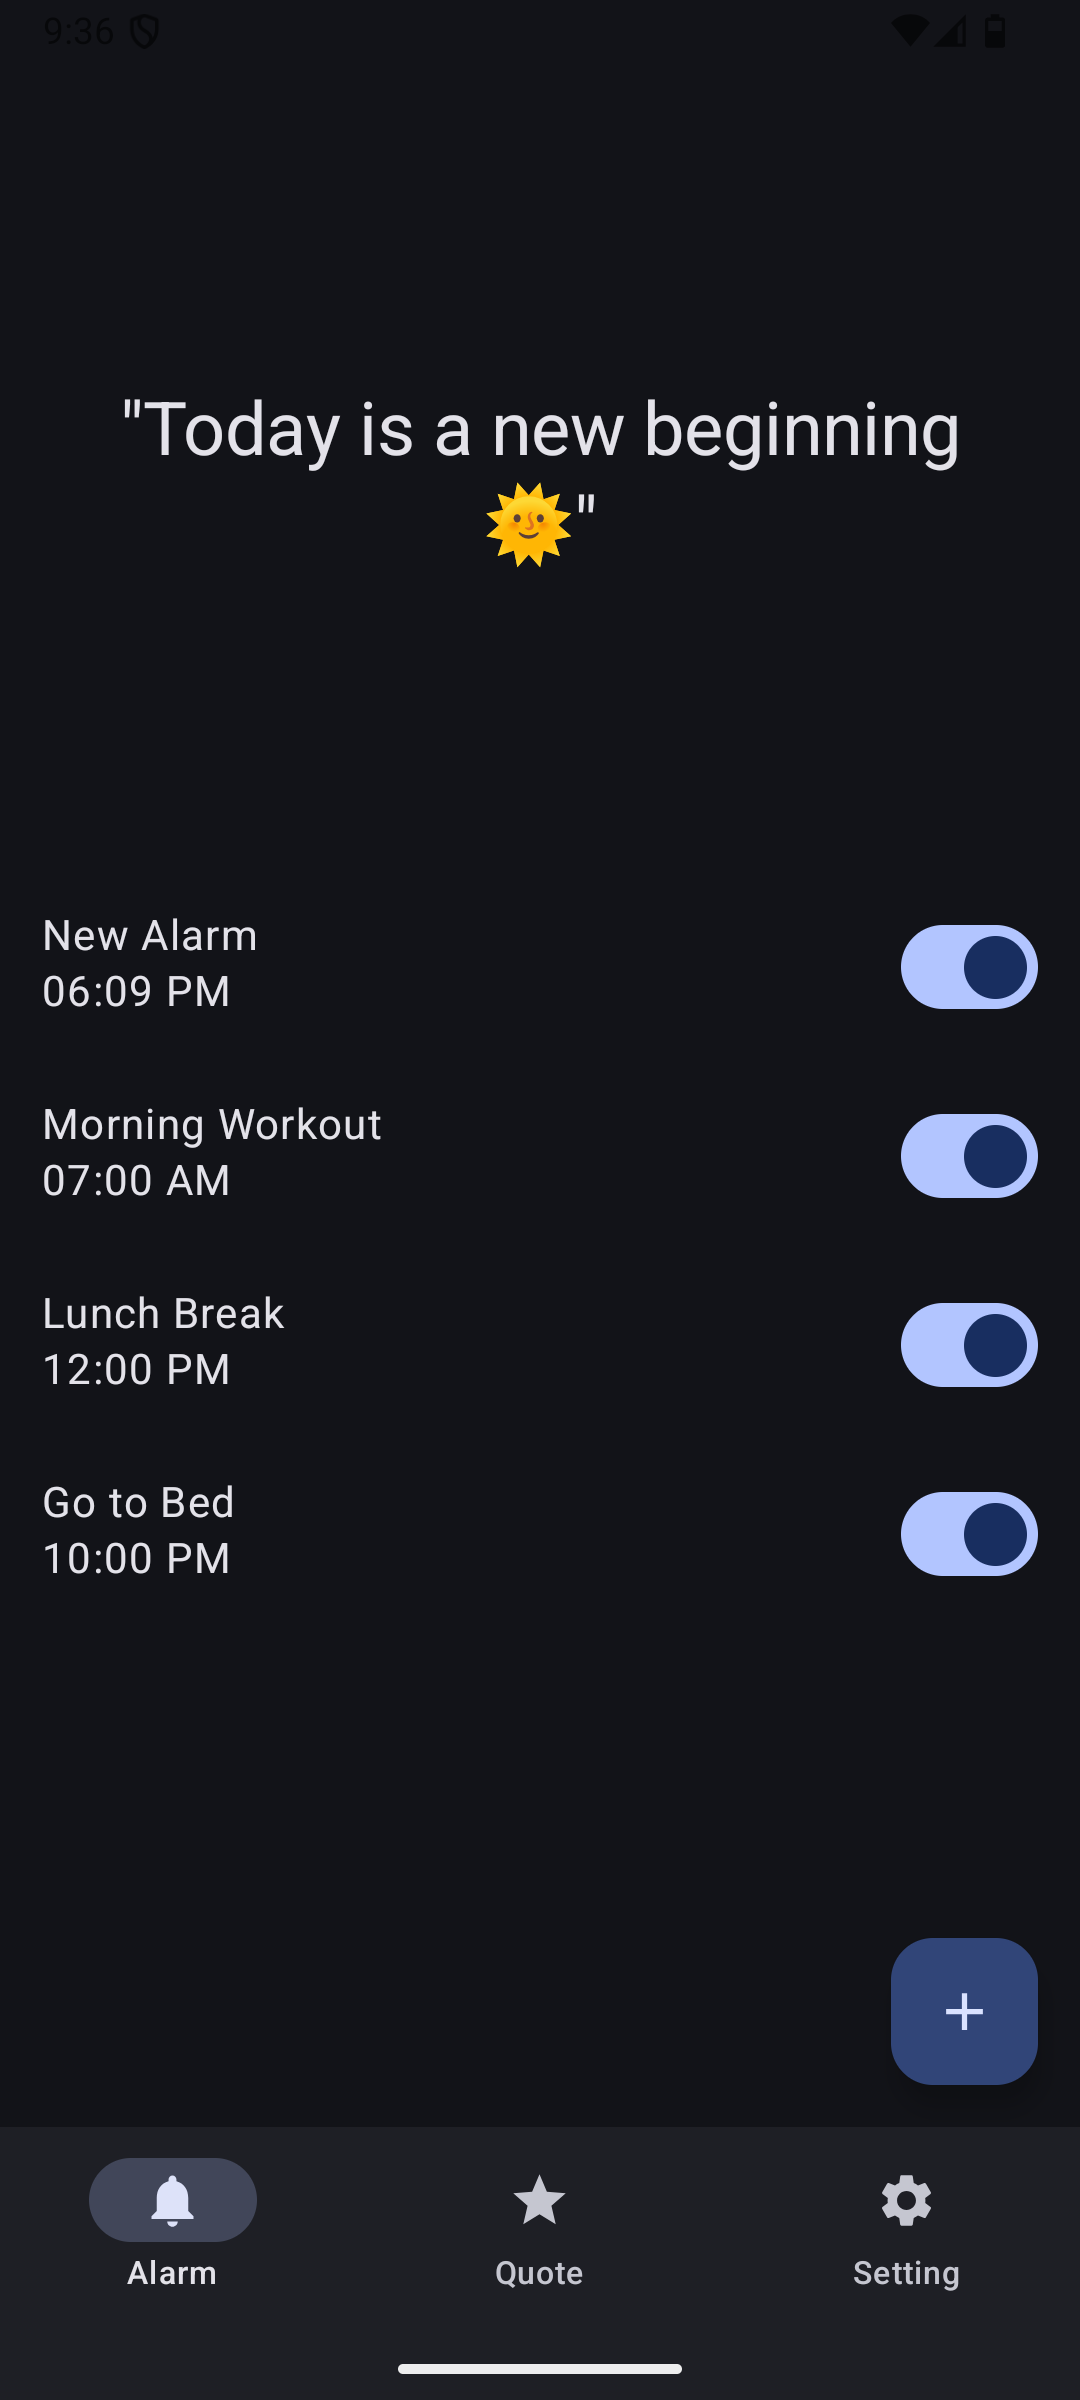 9:36
"Today is a new beginning
🌞"
New Alarm
06:09 PM
Morning Workout
07:00 AM
Lunch Break
12:00 PM
Go to Bed
10:00 PM
Alarm
Quote
Setting